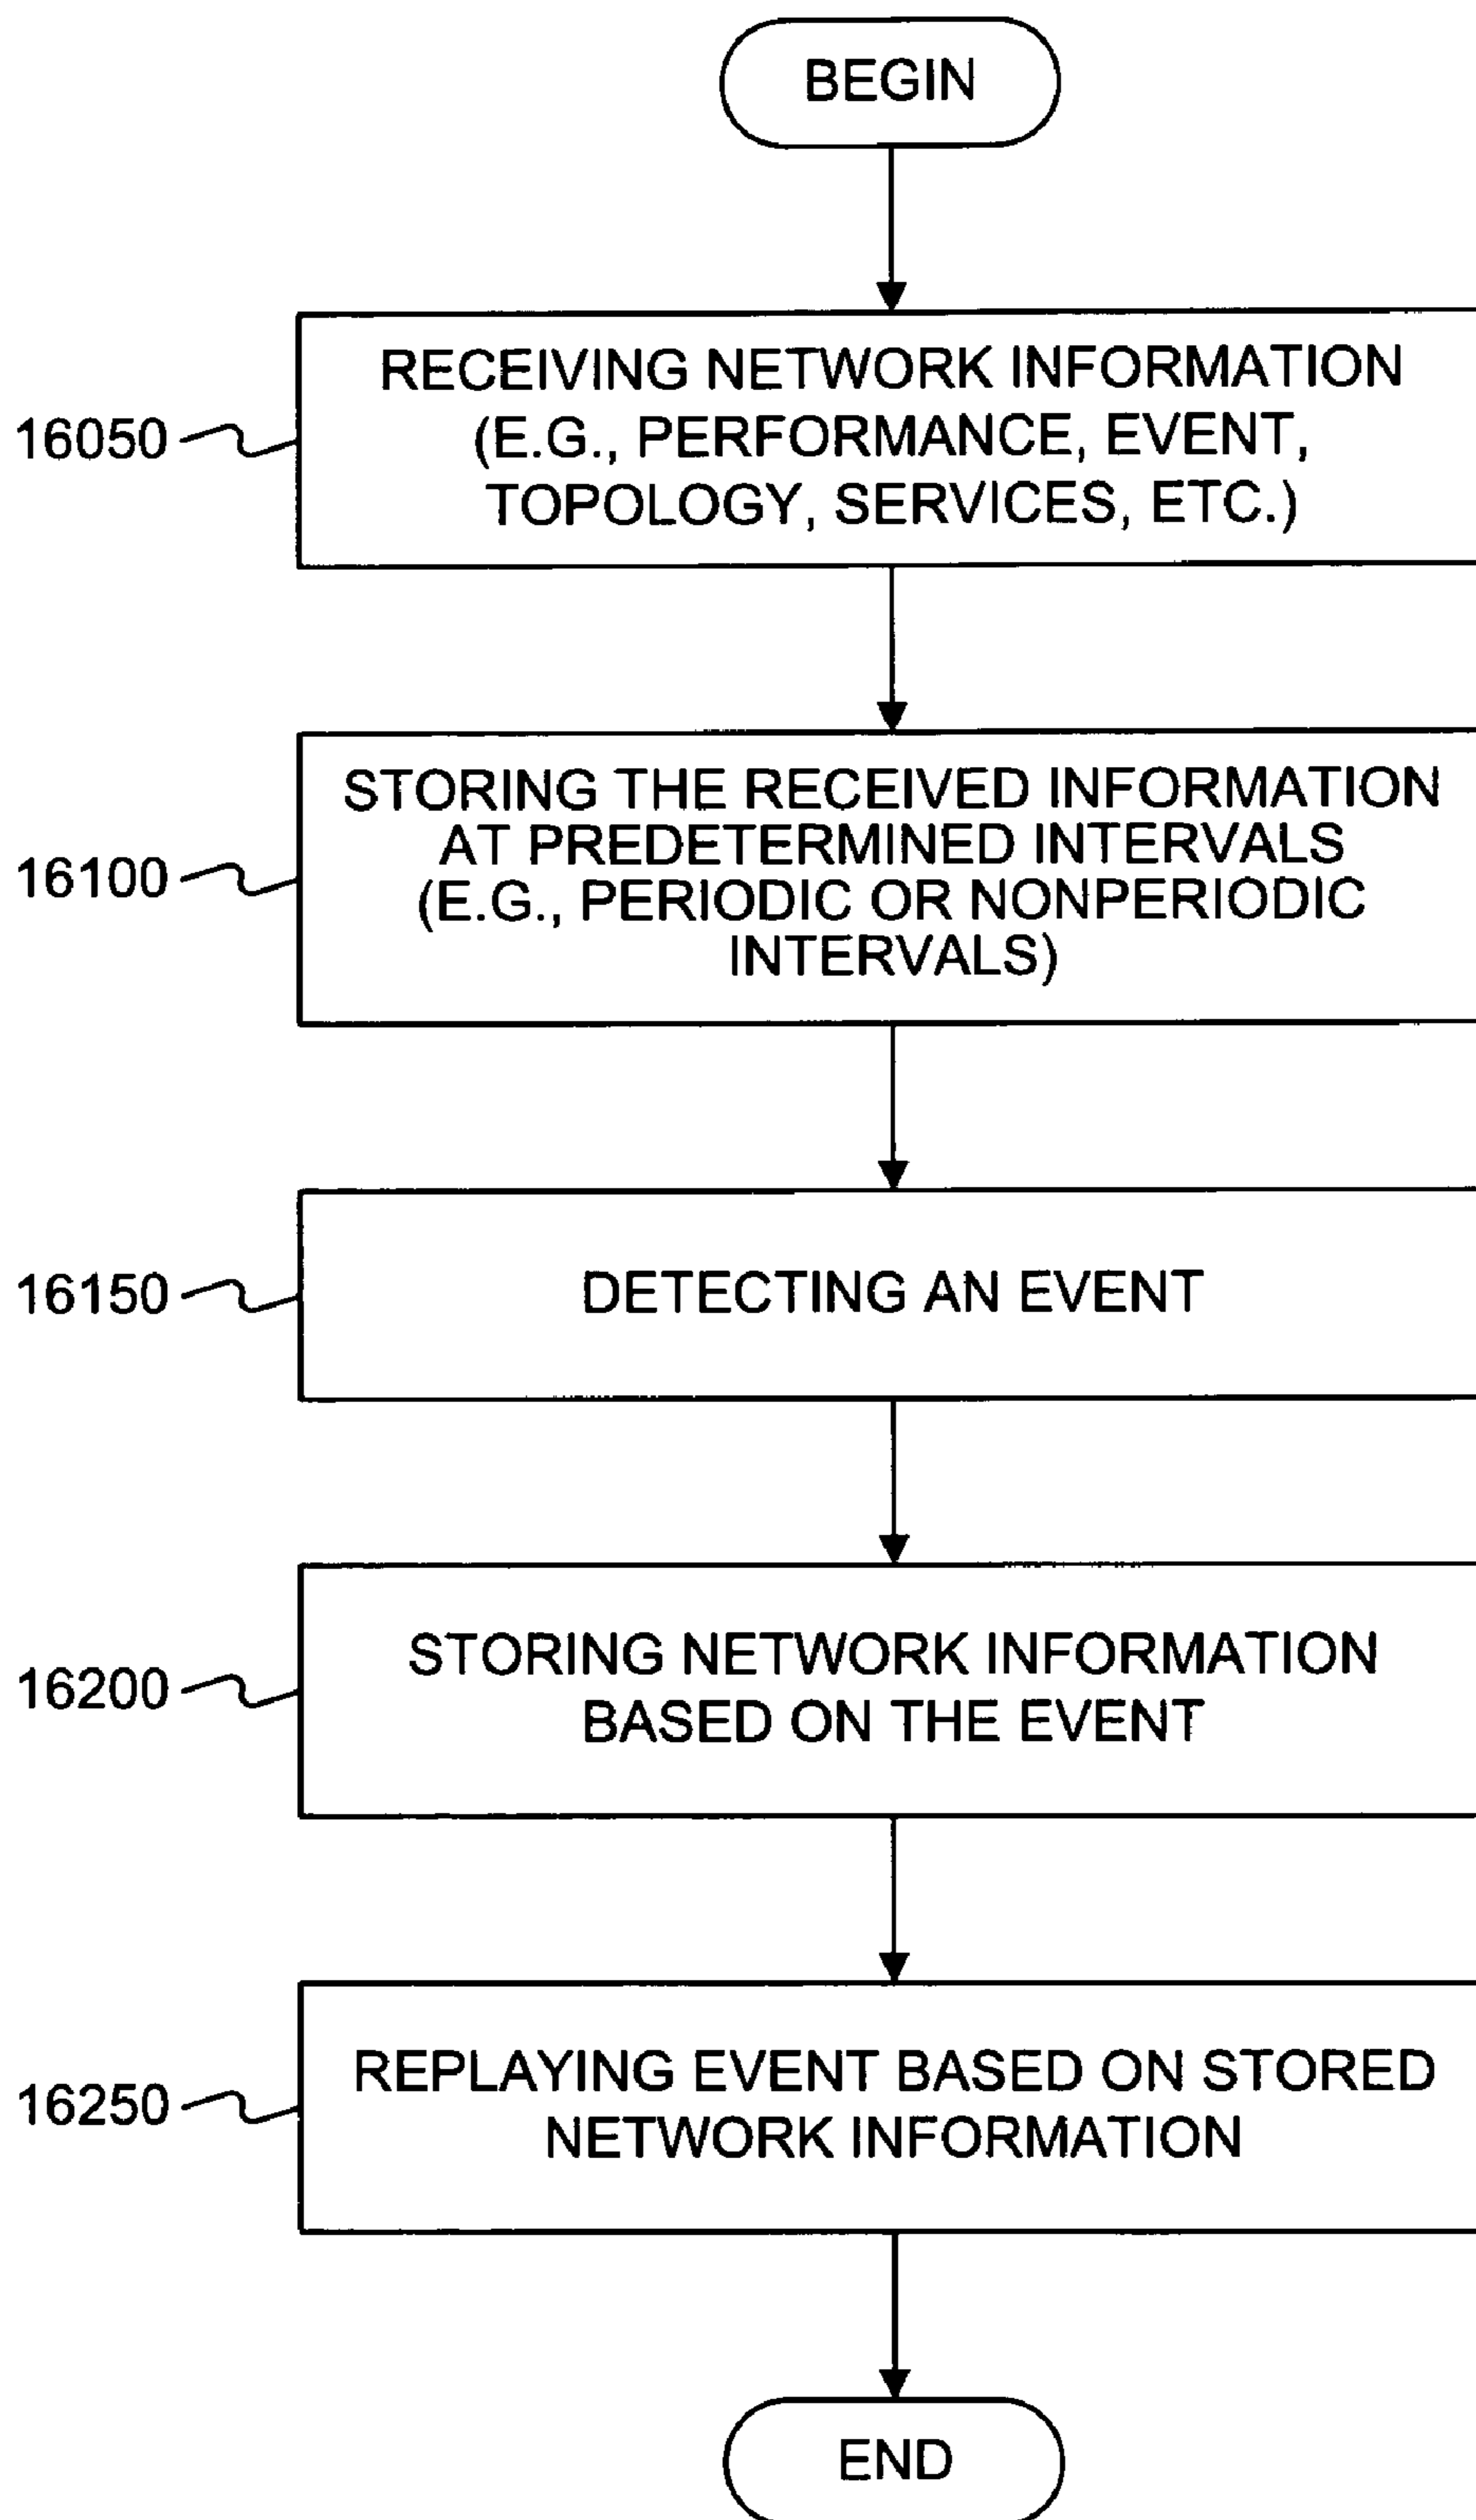 BEGIN
RECEIVING NETWORK INFORMATION
(E.G., PERFORMANCE, EVENT,
TOPOLOGY, SERVICES, ETC.)
16050
STORING THE RECEIVED INFORMATION
AT PREDETERMINED INTERVALS
(E.G., PERIODIC OR NONPERIODIC
INTERVALS)
16100
DETECTING AN EVENT
16150
STORING NETWORK INFORMATION
BASED ON THE EVENT
16200
REPLAYING EVENT BASED ON STORED
NETWORK INFORMATION
16250
END